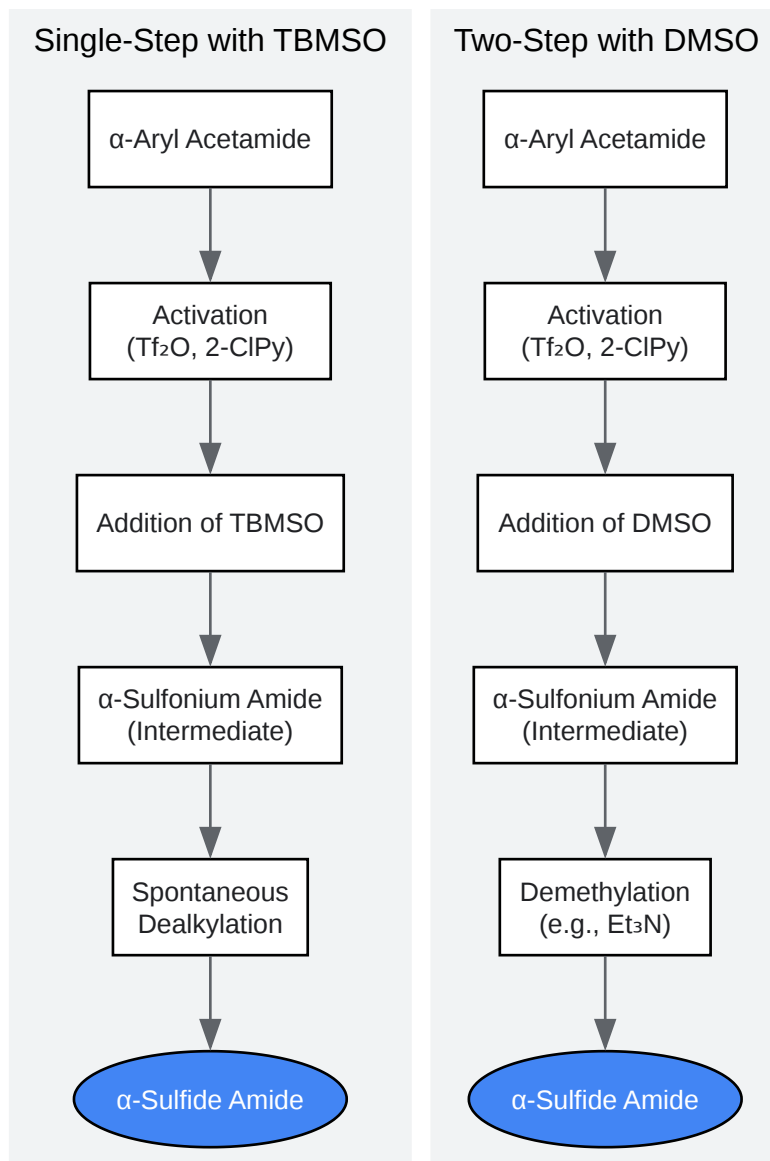 Single-Step with TBMSO
α-Aryl Acetamide
Activation
(Tf₂O, 2-ClPy)
Addition of TBMSO
α-Sulfonium Amide
(Intermediate)
Spontaneous
Dealkylation
α-Sulfide Amide
Two-Step with DMSO
α-Aryl Acetamide
Activation
(Tf₂O, 2-ClPy)
Addition of DMSO
α-Sulfonium Amide
(Intermediate)
Demethylation
(e.g., Et₃N)
α-Sulfide Amide